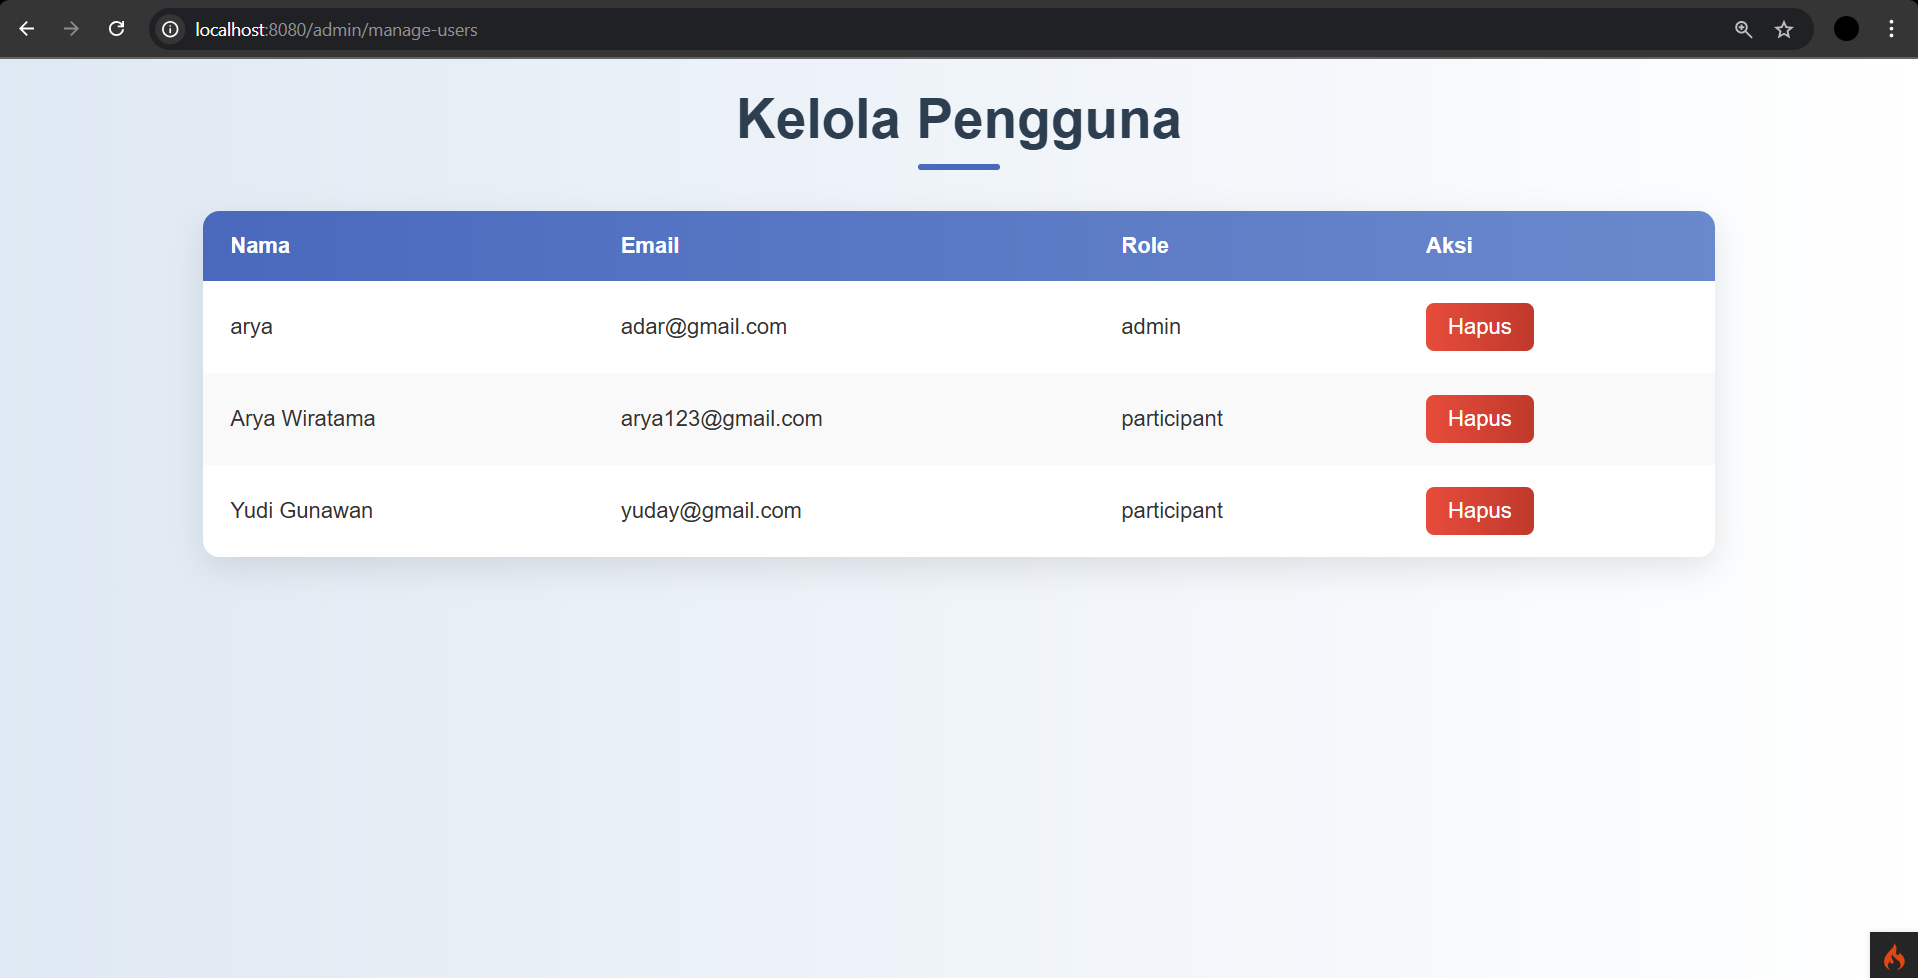 localhost:8080/admin/manage-users
Kelola Pengguna
Nama Email Role Aksi
arya adar@gmail.com admin Hapus
Arya Wiratama arya123@gmail.com participant Hapus
Yudi Gunawan yuday@gmail.com participant Hapus